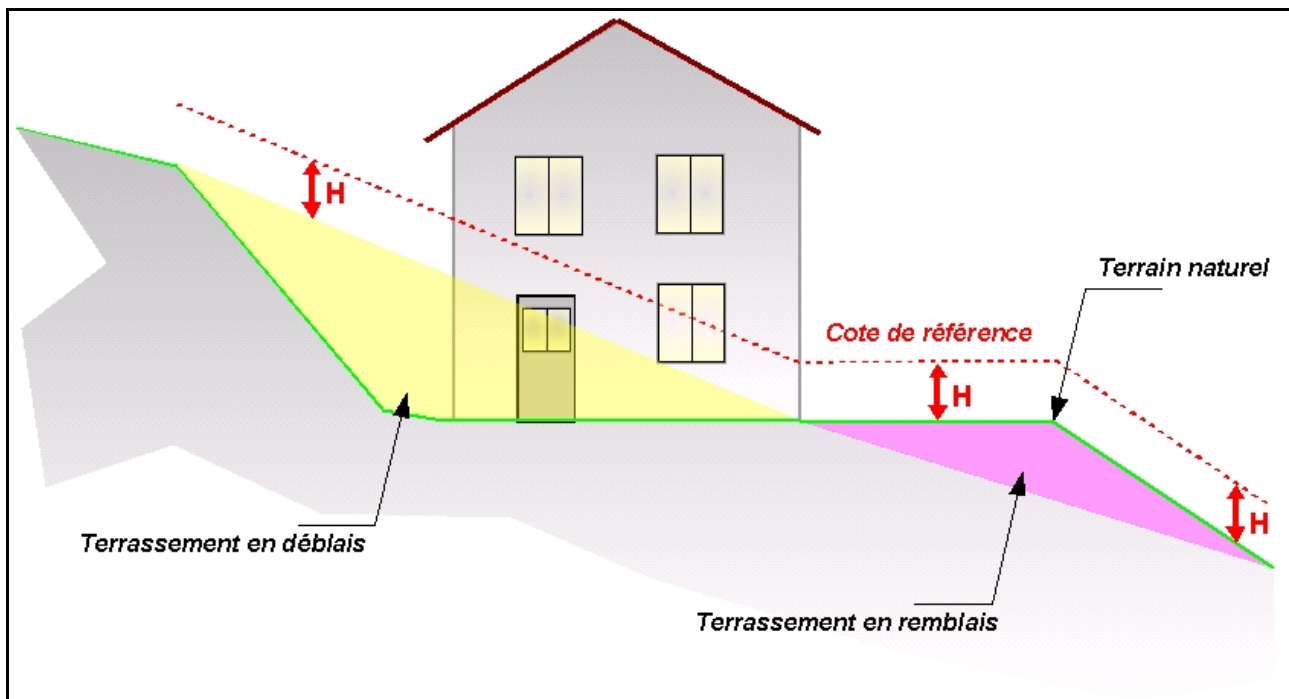 H
Terrain naturel
Cote de référence
H
H
Terrassement en déblais
Terrassement en remblais